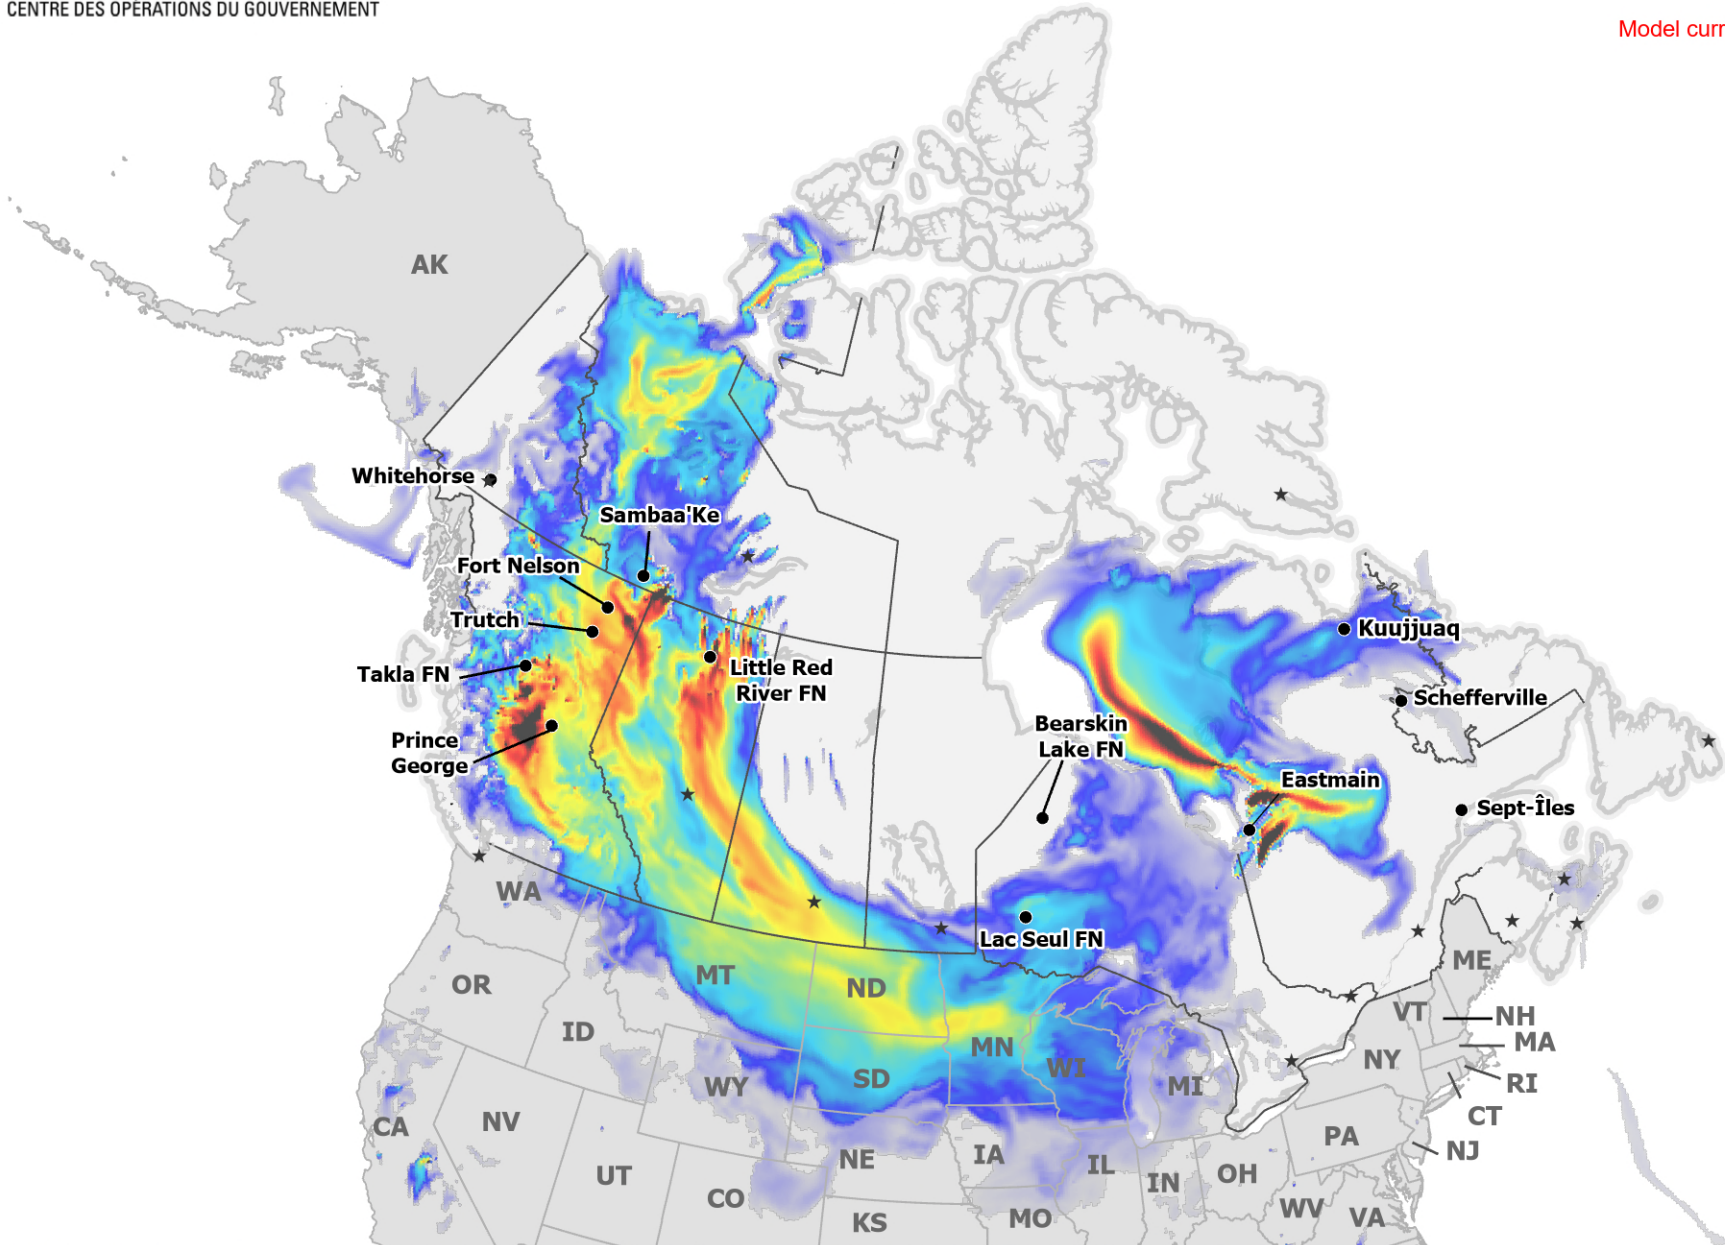 CENTRE DES OPÉRATIONS DU GOUVERNEMENT
Model curr
AK
Whitehorse
Sambaa'Ke
Fort Nelson
Trutch
Takla FN
Little Red
River FN
Prince
George
Kuujjuaq
Schefferville
Bearskin
Lake FN
Eastmain
Sept-Îles
Lac Seul FN
WA
OR
ID
MT
ND
SD
MN
WI
MI
WY
CA
NV
UT
CO
NE
KS
IA
MO
IL
IN
OH
WV
VA
PA
NY
VT
ME
NH
MA
RI
CT
NJ